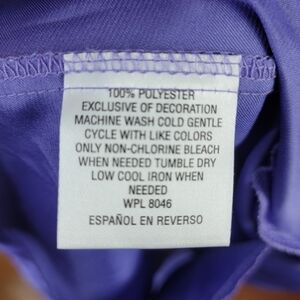 100% POLYESTER
EXCLUSIVE OF DECORATION
MACHINE WASH COLD GENTLE
CYCLE WITH LIKE COLORS
ONLY NON-CHLORINE BLEACH
WHEN NEEDED TUMBLE DRY
LOW COOL IRON WHEN
NEEDED
WPL 8046
ESPAÑOL EN REVERSO